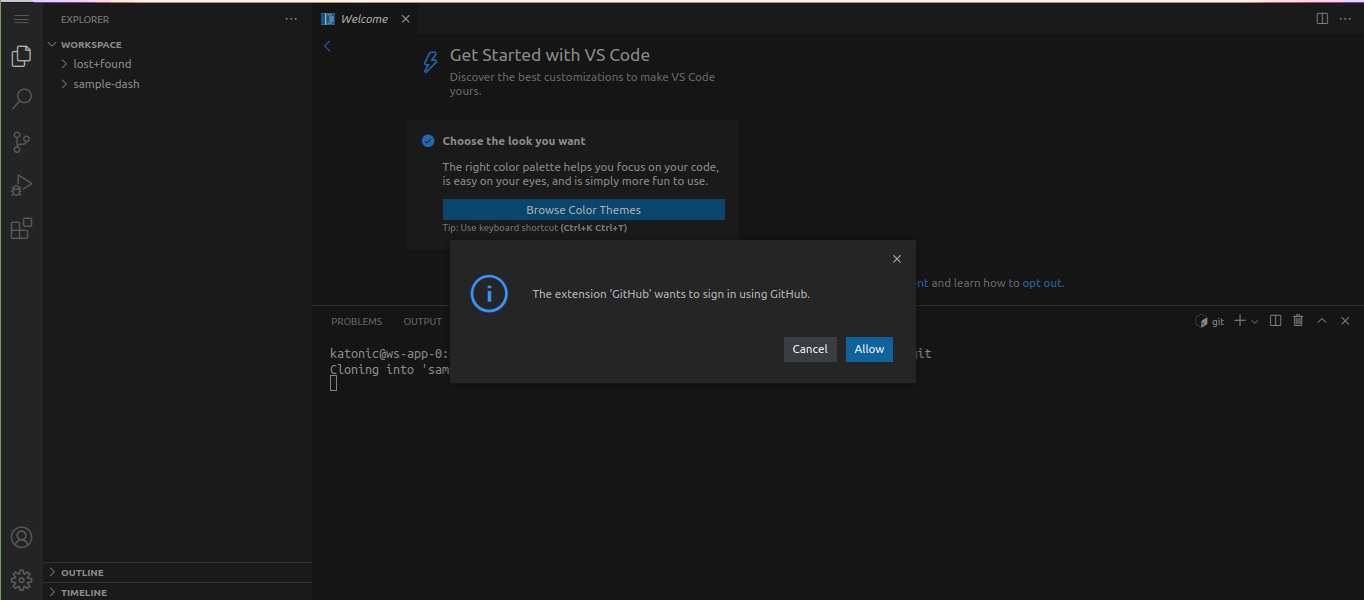 EXPLORER
WORKSPACE
lost+found
sample-dash
OUTLINE
TIMELINE
Welcome
Get Started with VS Code
Discover the best customizations to make VS Code
yours.
Choose the look you want
The right color palette helps you focus on your code,
is easy on your eyes, and is simply more fun to use.
Browse Color Themes
Tip: Use keyboard shortcut (Ctrl+K Ctrl+T)
and learn how to opt out.
The extension 'GitHub' wants to sign in using GitHub.
Cancel
Allow
PROBLEMS OUTPUT
git
katonic@ws-app-0:
Cloning into 'sam